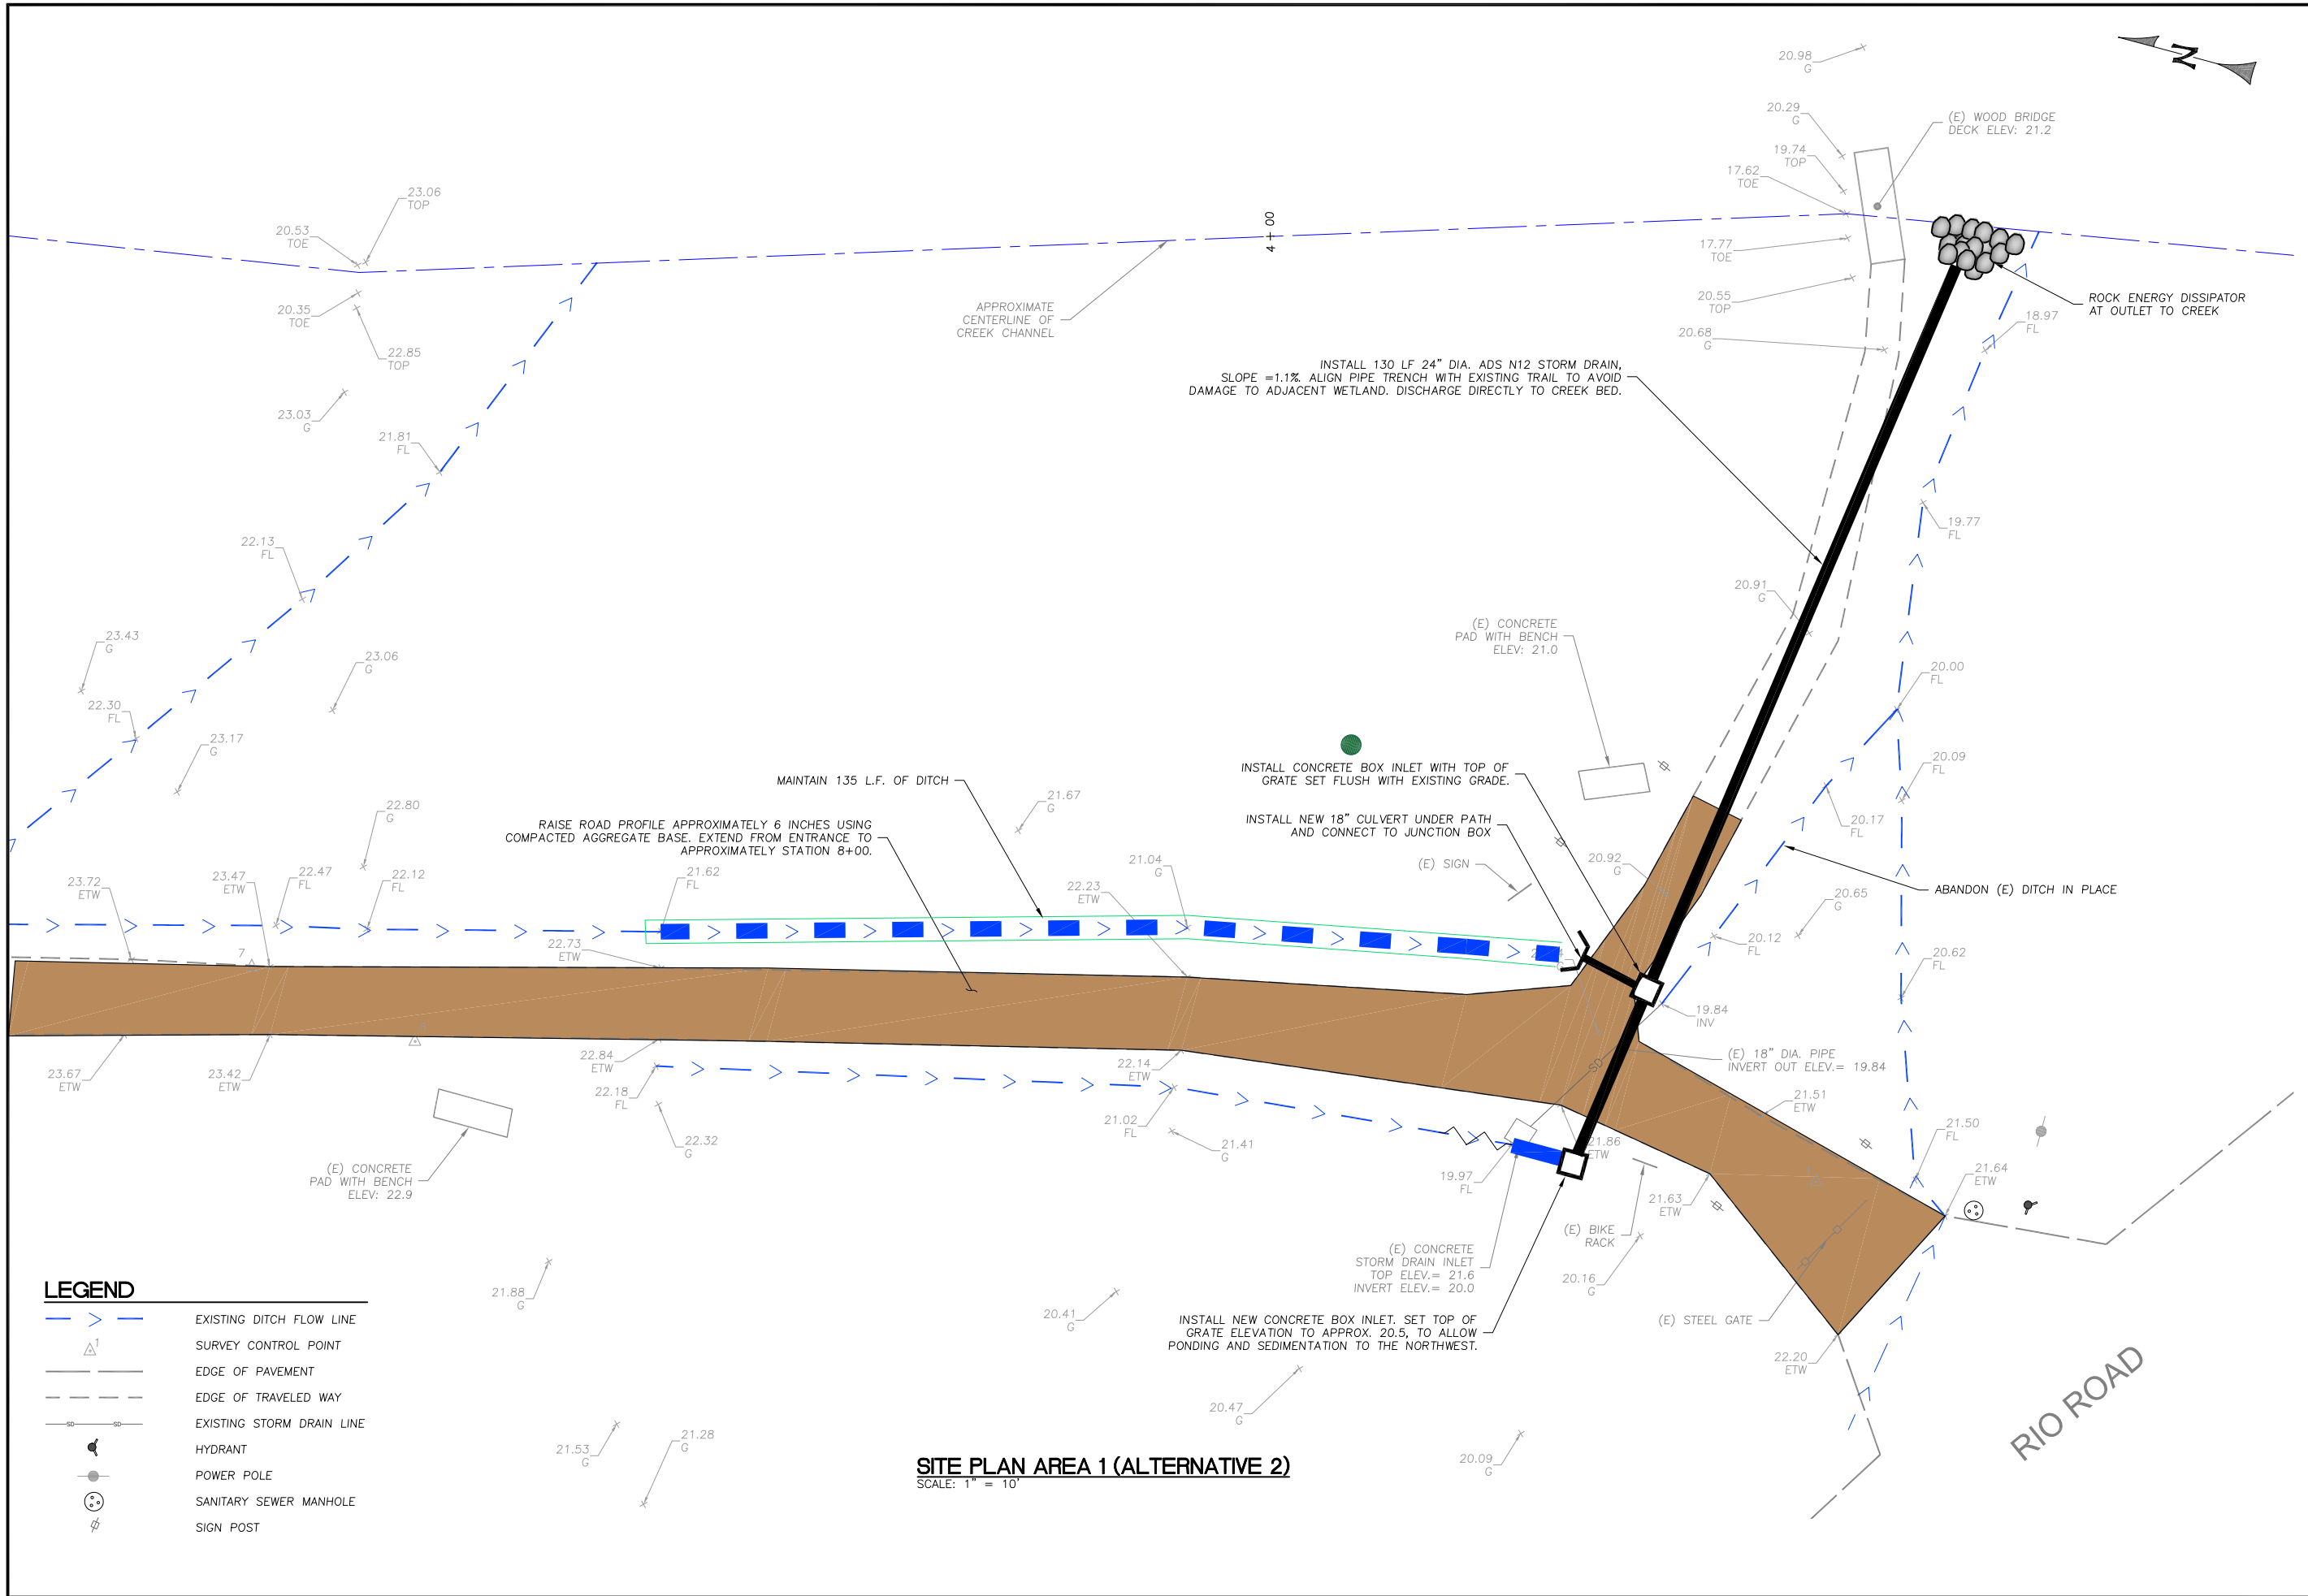 N
20.98
G
20.29
G
(E) WOOD BRIDGE
DECK ELEV: 21.2
19.74
TOP
17.62
TOE
23.06
TOP
20.53
TOE
4+00
17.77
TOE
20.55
TOP
20.68
G
ROCK ENERGY DISSIPATOR
AT OUTLET TO CREEK
18.97
FL
APPROXIMATE
CENTERLINE OF
CREEK CHANNEL
20.35
TOE
22.85
TOP
INSTALL 130 LF 24" DIA. ADS N12 STORM DRAIN,
SLOPE =1.1%. ALIGN PIPE TRENCH WITH EXISTING TRAIL TO AVOID
DAMAGE TO ADJACENT WETLAND. DISCHARGE DIRECTLY TO CREEK BED.
23.03
G
21.81
FL
19.77
FL
22.13
FL
20.91
G
23.43
G
23.06
G
(E) CONCRETE
PAD WITH BENCH
ELEV: 21.0
20.00
FL
22.30
FL
23.17
G
20.09
FL
MAINTAIN 135 L.F. OF DITCH
INSTALL CONCRETE BOX INLET WITH TOP OF
GRATE SET FLUSH WITH EXISTING GRADE.
22.80
G
21.67
G
RAISE ROAD PROFILE APPROXIMATELY 6 INCHES USING
COMPACTED AGGREGATE BASE. EXTEND FROM ENTRANCE TO
APPROXIMATELY STATION 8+00.
INSTALL NEW 18" CULVERT UNDER PATH
AND CONNECT TO JUNCTION BOX
20.17
FL
(E) SIGN
20.92
G
ABANDON (E) DITCH IN PLACE
23.72
ETW
23.47
ETW
22.47
FL
22.12
FL
21.62
FL
21.04
G
22.23
ETW
20.65
G
20.12
FL
22.73
ETW
7
20.62
FL
19.84
INV
SD
(E) 18" DIA. PIPE
INVERT OUT ELEV.= 19.84
23.67
ETW
23.42
ETW
22.84
ETW
22.18
FL
22.14
ETW
21.02
FL
21.51
ETW
22.32
G
21.41
G
21.86
ETW
21.50
FL
(E) CONCRETE
PAD WITH BENCH
ELEV: 22.9
19.97
FL
21.63
ETW
21.64
ETW
(E) BIKE
RACK
(E) CONCRETE
STORM DRAIN INLET
TOP ELEV.= 21.6
INVERT ELEV.= 20.0
20.16
G
21.88
G
20.41
G
INSTALL NEW CONCRETE BOX INLET. SET TOP OF
GRATE ELEVATION TO APPROX. 20.5, TO ALLOW
PONDING AND SEDIMENTATION TO THE NORTHWEST.
(E) STEEL GATE
22.20
ETW
RIO ROAD
20.47
G
21.53
G
21.28
G
20.09
G
LEGEND
EXISTING DITCH FLOW LINE
1
SURVEY CONTROL POINT
EDGE OF PAVEMENT
EDGE OF TRAVELED WAY
SD SD
EXISTING STORM DRAIN LINE
HYDRANT
POWER POLE
SANITARY SEWER MANHOLE
SIGN POST
SITE PLAN AREA 1 (ALTERNATIVE 2)
SCALE: 1" = 10'